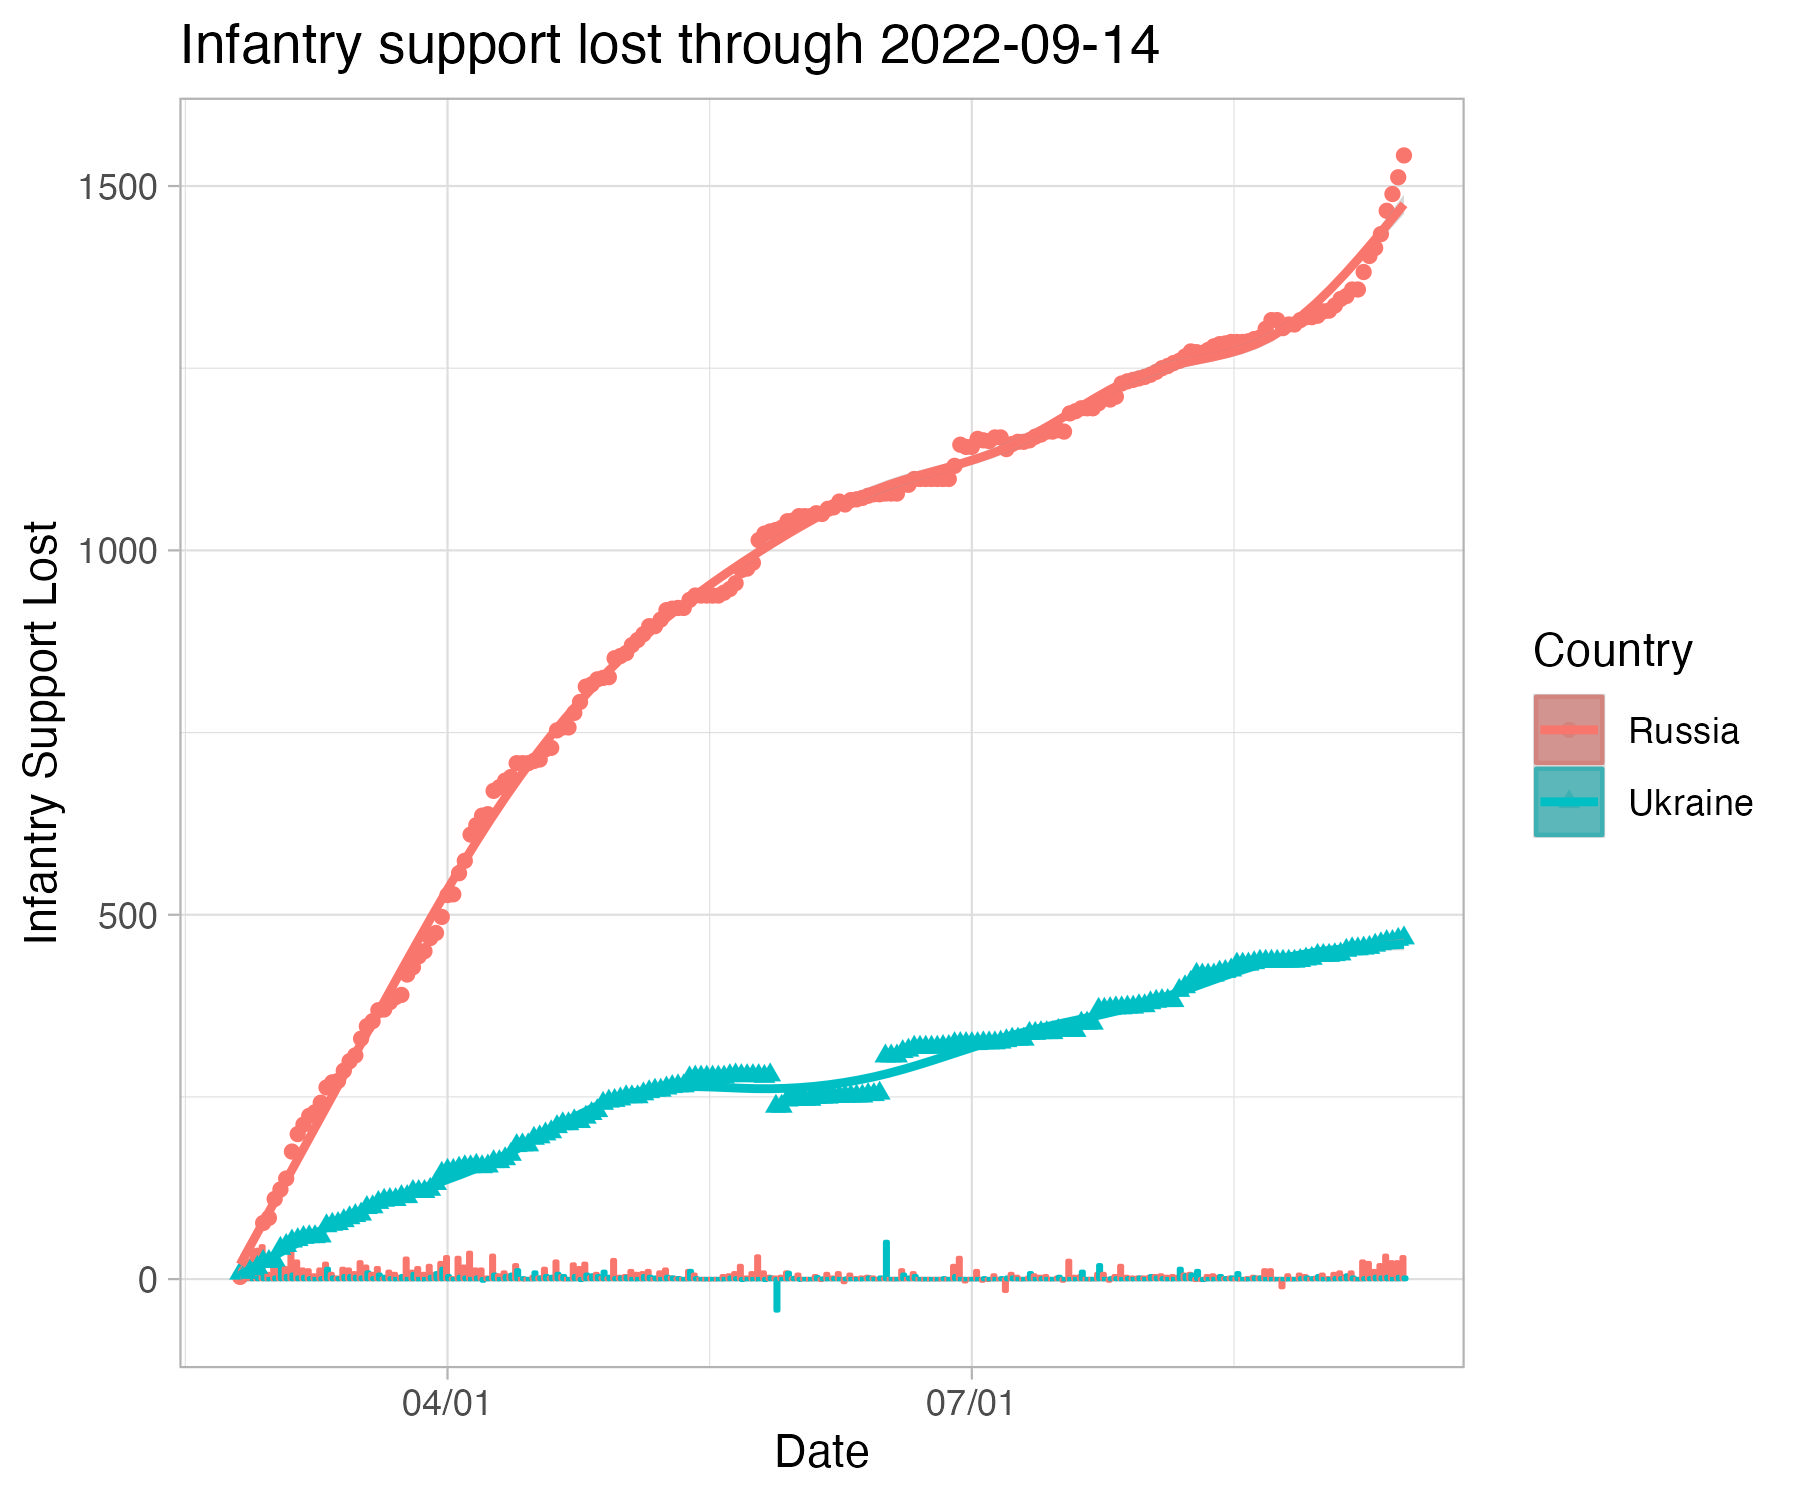 Infantry support lost through 2022-09-14
Infantry Support Lost
1500
1000
500
0
04/01
07/01
Date
Country
Russia
Ukraine